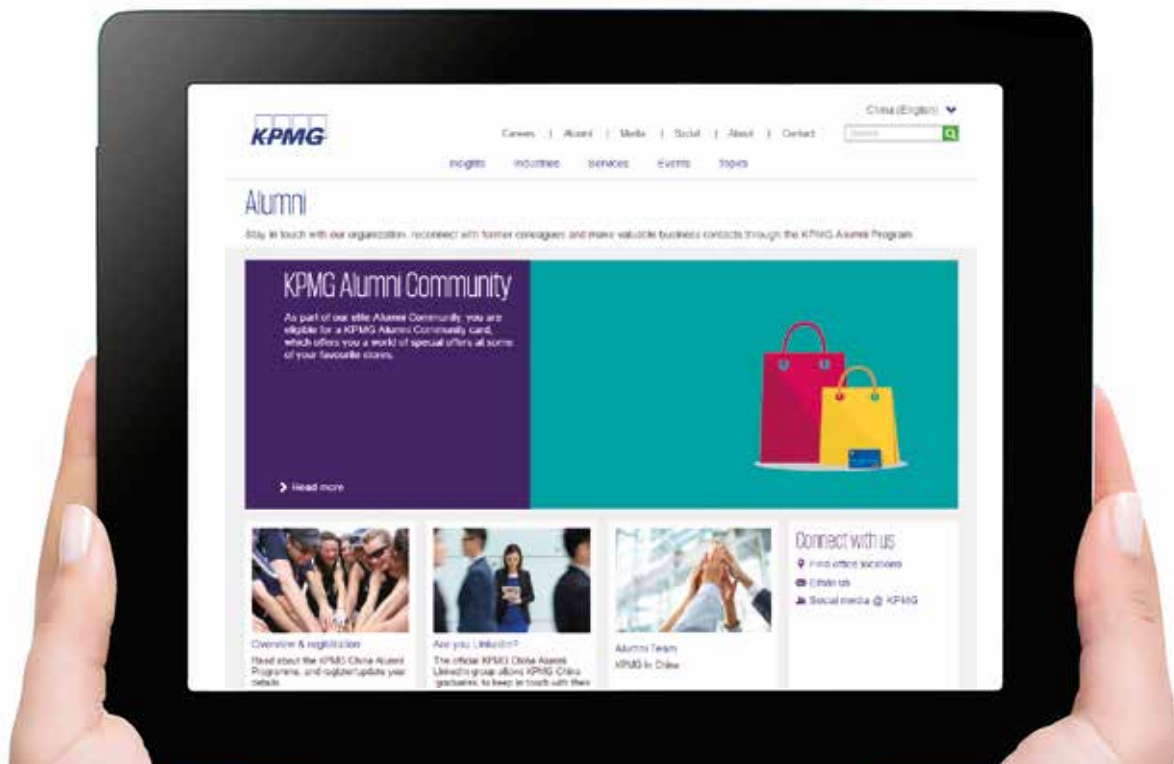 China (English)
KPMG
Careers | Alumni | Media | Social | About | Contact
Search
Insights Industries Services Events Topics
Alumni
Stay in touch with our organization, reconnect with former colleagues and make valuable business contacts through the KPMG Alumni Program
KPMG Alumni Community
As part of our elite Alumni Community, you are
eligible for a KPMG Alumni Community card,
which offers you a world of special offers at some
of your favourite stores.
Read more
Overview & registration
Read about the KPMG China Alumni
Programme, and register/update your
details.
Are you LinkedIn?
The official KPMG China Alumni
LinkedIn group allows KPMG China
'graduates' to keep in touch with their
Alumni Team
KPMG in China
Connect with us
Find office locations
Email us
Social media @ KPMG